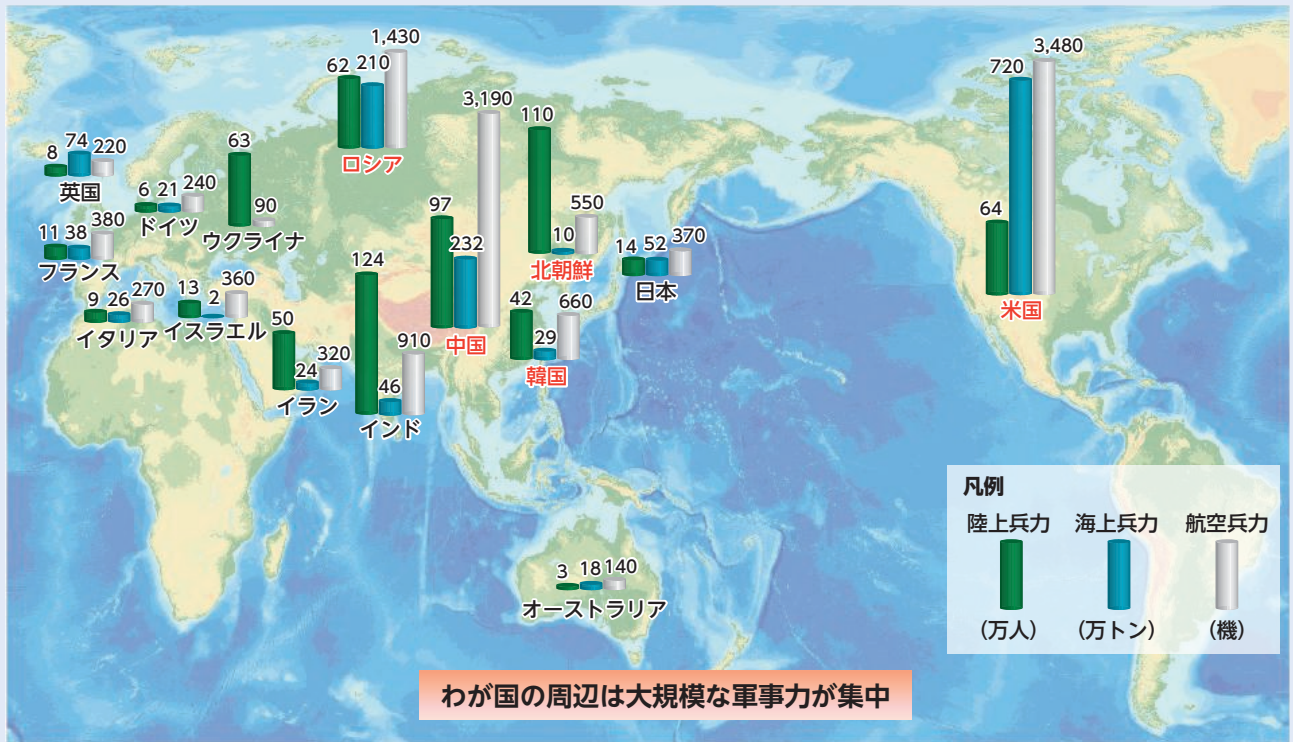 62 210 1,430
ロシア
8 74 220
英国
6 21 240
ドイツ
63 90
ウクライナ
11 38 380
フランス
9 26 270
イタリア
13 2 360
イスラエル
50 24 320
イラン
124 46 910
インド
97 232 3,190
中国
110 10 550
北朝鮮
42 29 660
韓国
14 52 370
日本
64 720 3,480
米国
3 18 140
オーストラリア
凡例
陸上兵力 海上兵力 航空兵力
(万人) (万トン) (機)
わが国の周辺は大規模な軍事力が集中